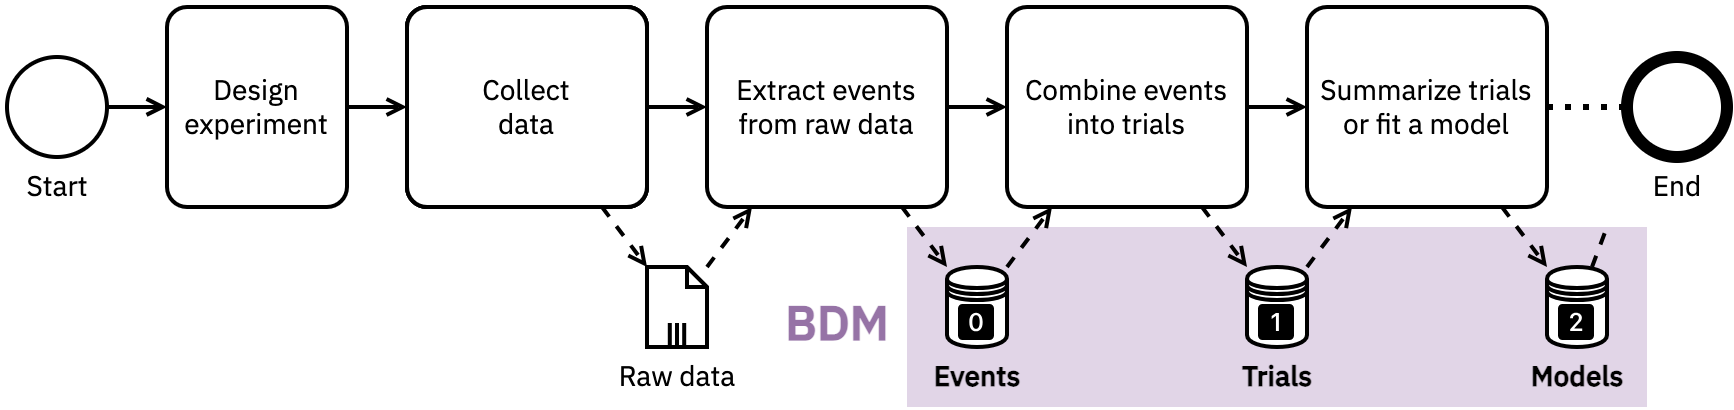 Design
experiment
Collect
data
Extract events
from raw data
Combine events
into trials
Summarize trials
or fit a model
Start
End
BDM
0
1
2
Raw data
Events
Trials
Models